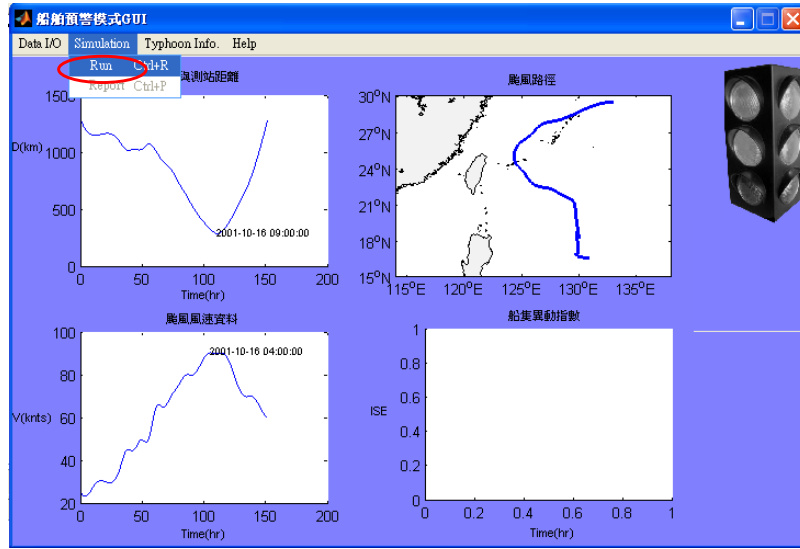 船舶預警模式GUI
Data I/O Simulation Typhoon Info. Help
Run Ctrl+R
Report Ctrl+P
與測站距離
1500
1000
500
0
D(km)
0 50 100 150 200
Time(hr)
2001-10-16 09:00:00
颱風路徑
30°N
27°N
24°N
21°N
18°N
15°N
115°E 120°E 125°E 130°E 135°E
颱風風速資料
100
80
60
40
20
V(knts)
0 50 100 150 200
Time(hr)
2001-10-16 04:00:00
船隻異動指數
1
0.8
0.6
0.4
0.2
0
ISE
0 0.2 0.4 0.6 0.8 1
Time(hr)